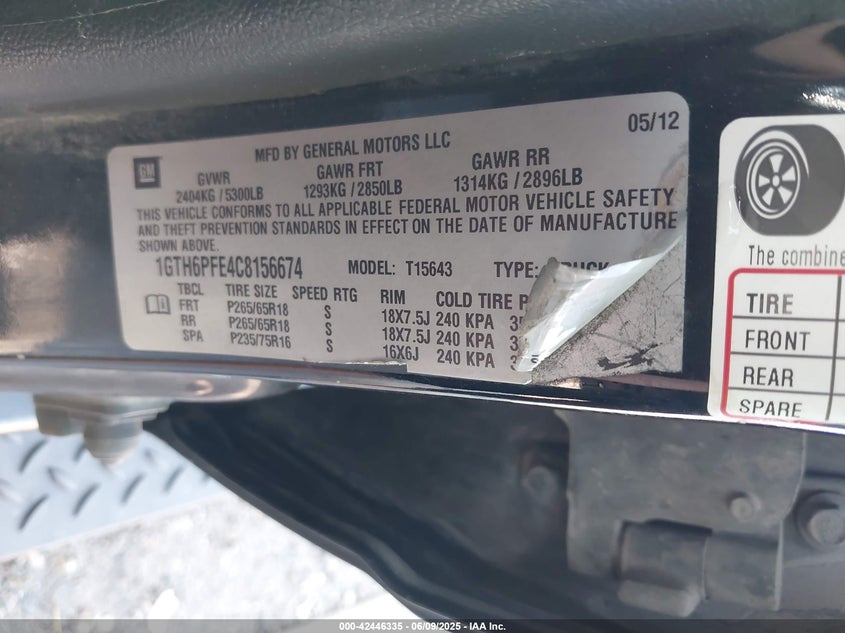 GM
MFD BY GENERAL MOTORS LLC
05/12
GVWR GAWR FRT GAWR RR
2404KG / 5300LB 1293KG / 2850LB 1314KG / 2896LB
THIS VEHICLE CONFORMS TO ALL APPLICABLE FEDERAL MOTOR VEHICLE SAFETY
AND THEFT PREVENTION STANDARDS IN EFFECT ON THE DATE OF MANUFACTURE
SHOWN ABOVE.
1GTH6PFE4C8156674 MODEL: T15643 TYPE:
TBCL TIRE SIZE SPEED RTG RIM COLD TIRE
FRT P265/65R18 S 18X7.5J 240 KPA
RR P265/65R18 S 18X7.5J 240 KPA
SPA P235/75R16 S 16X6J 240 KPA
The combine
TIRE
FRONT
REAR
SPARE
000-42446335 - 06/09/2025 - IAA Inc.